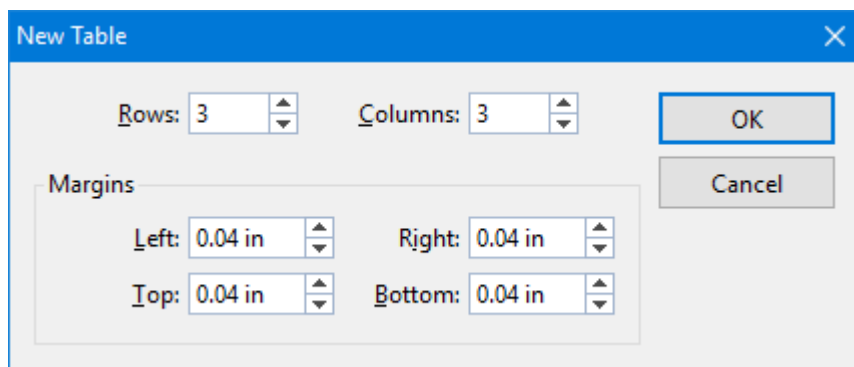 New Table
Rows: 3 Columns: 3 OK
Margins Cancel
Left: 0.04 in Right: 0.04 in
Top: 0.04 in Bottom: 0.04 in